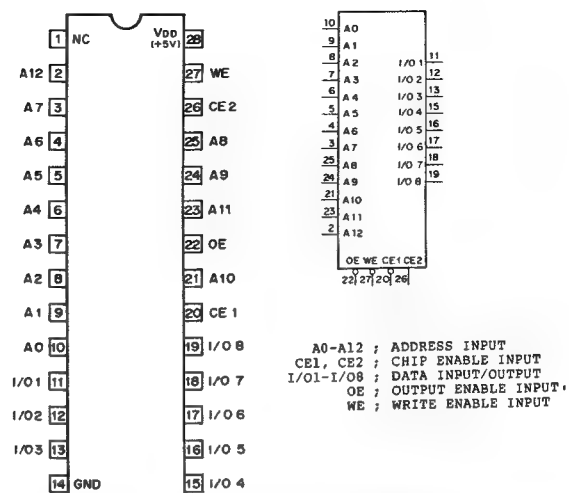 1 NC VDD (+5V) 28
A12 2 27 WE
A7 3 26 CE2
A6 4 25 A8
A5 5 24 A9
A4 6 23 A11
A3 7 22 OE
A2 8 21 A10
A1 9 20 CE1
A0 10 19 I/O8
I/O1 11 18 I/O7
I/O2 12 17 I/O6
I/O3 13 16 I/O5
14 GND 15 I/O4
10 A0
9 A1
8 A2 I/O1 11
7 A3 I/O2 12
6 A4 I/O3 13
5 A5 I/O4 15
4 A6 I/O5 16
3 A7 I/O6 17
25 A8 I/O7 18
24 A9 I/O8 19
21 A10
23 A11
2 A12
OE WE CE1 CE2
22 27 20 26
A0-A12 ; ADDRESS INPUT
CE1, CE2 ; CHIP ENABLE INPUT
I/O1-I/O8 ; DATA INPUT/OUTPUT
OE ; OUTPUT ENABLE INPUT.
WE ; WRITE ENABLE INPUT